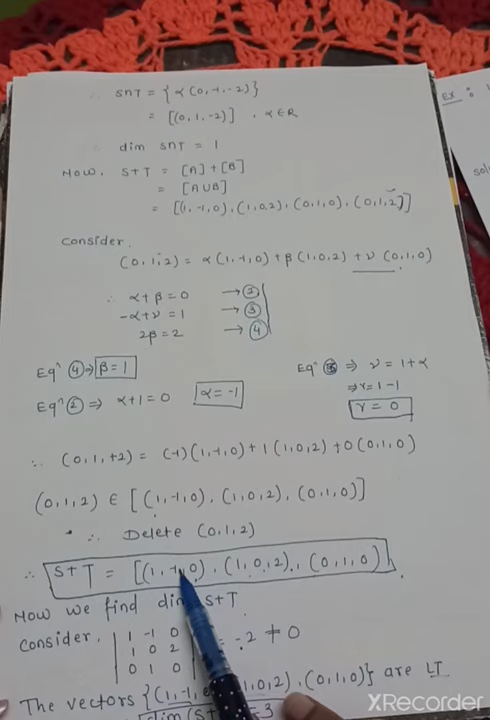 ∴ S∩T = { α (0, -1, -2)}
= [(0, 1, -2)] , α ∈ R
∴ dim S∩T = 1
Now, S+T = [A] + [B]
= [A∪B]
= [(1, -1, 0), (1, 0, 2), (0, 1, 0), (0, 1, 2)]
Consider,
(0, 1, 2) = α (1, -1, 0) + β (1, 0, 2) + ν (0, 1, 0)
∴ α + β = 0 → ②
-α + ν = 1 → ③
2β = 2 → ④
Eqⁿ ④ ⇒ β = 1
Eqⁿ ② ⇒ α + 1 = 0 α = -1
Eqⁿ ③ ⇒ ν = 1 + α
⇒ ν = 1 - 1
ν = 0
∴ (0, 1, +2) = (-1) (1, -1, 0) + 1 (1, 0, 2) + 0 (0, 1, 0)
(0, 1, 2) ∈ [(1, -1, 0), (1, 0, 2), (0, 1, 0)]
∴ Delete (0, 1, 2)
∴ S+T = [(1, -1, 0), (1, 0, 2), (0, 1, 0)]
Now we find dim S+T
Consider, | 1 -1 0 |
| 1 0 2 | = -2 ≠ 0
| 0 1 0 |
The vectors {(1, -1, 1, 0, 2), (0, 1, 0)} are LI
dim (S+ = 3
Ex :
sol
XRecorder